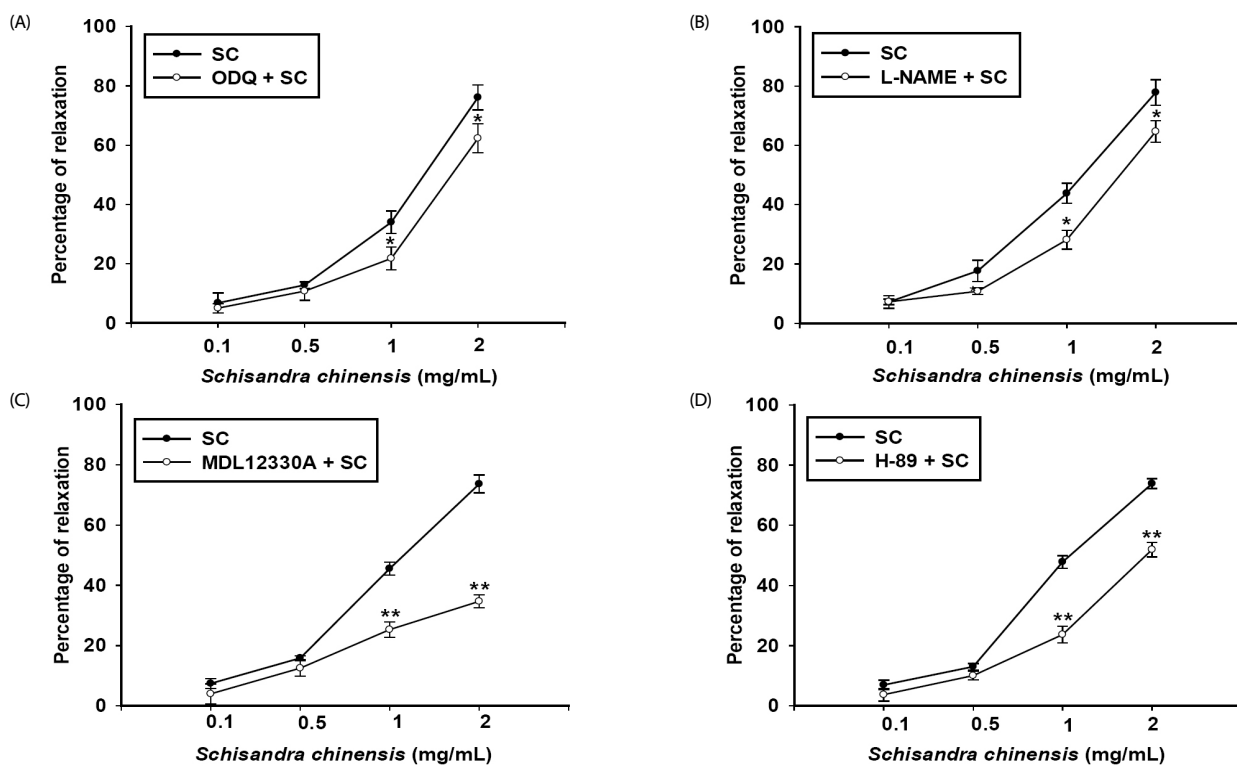 (A)
100
80
60
40
20
0
Percentage of relaxation
SC
ODQ + SC
*
*
0.1 0.5 1 2
Schisandra chinensis (mg/mL)
(B)
100
80
60
40
20
0
Percentage of relaxation
SC
L-NAME + SC
*
*
*
0.1 0.5 1 2
Schisandra chinensis (mg/mL)
(C)
100
80
60
40
20
0
Percentage of relaxation
SC
MDL12330A + SC
**
**
0.1 0.5 1 2
Schisandra chinensis (mg/mL)
(D)
100
80
60
40
20
0
Percentage of relaxation
SC
H-89 + SC
**
**
0.1 0.5 1 2
Schisandra chinensis (mg/mL)